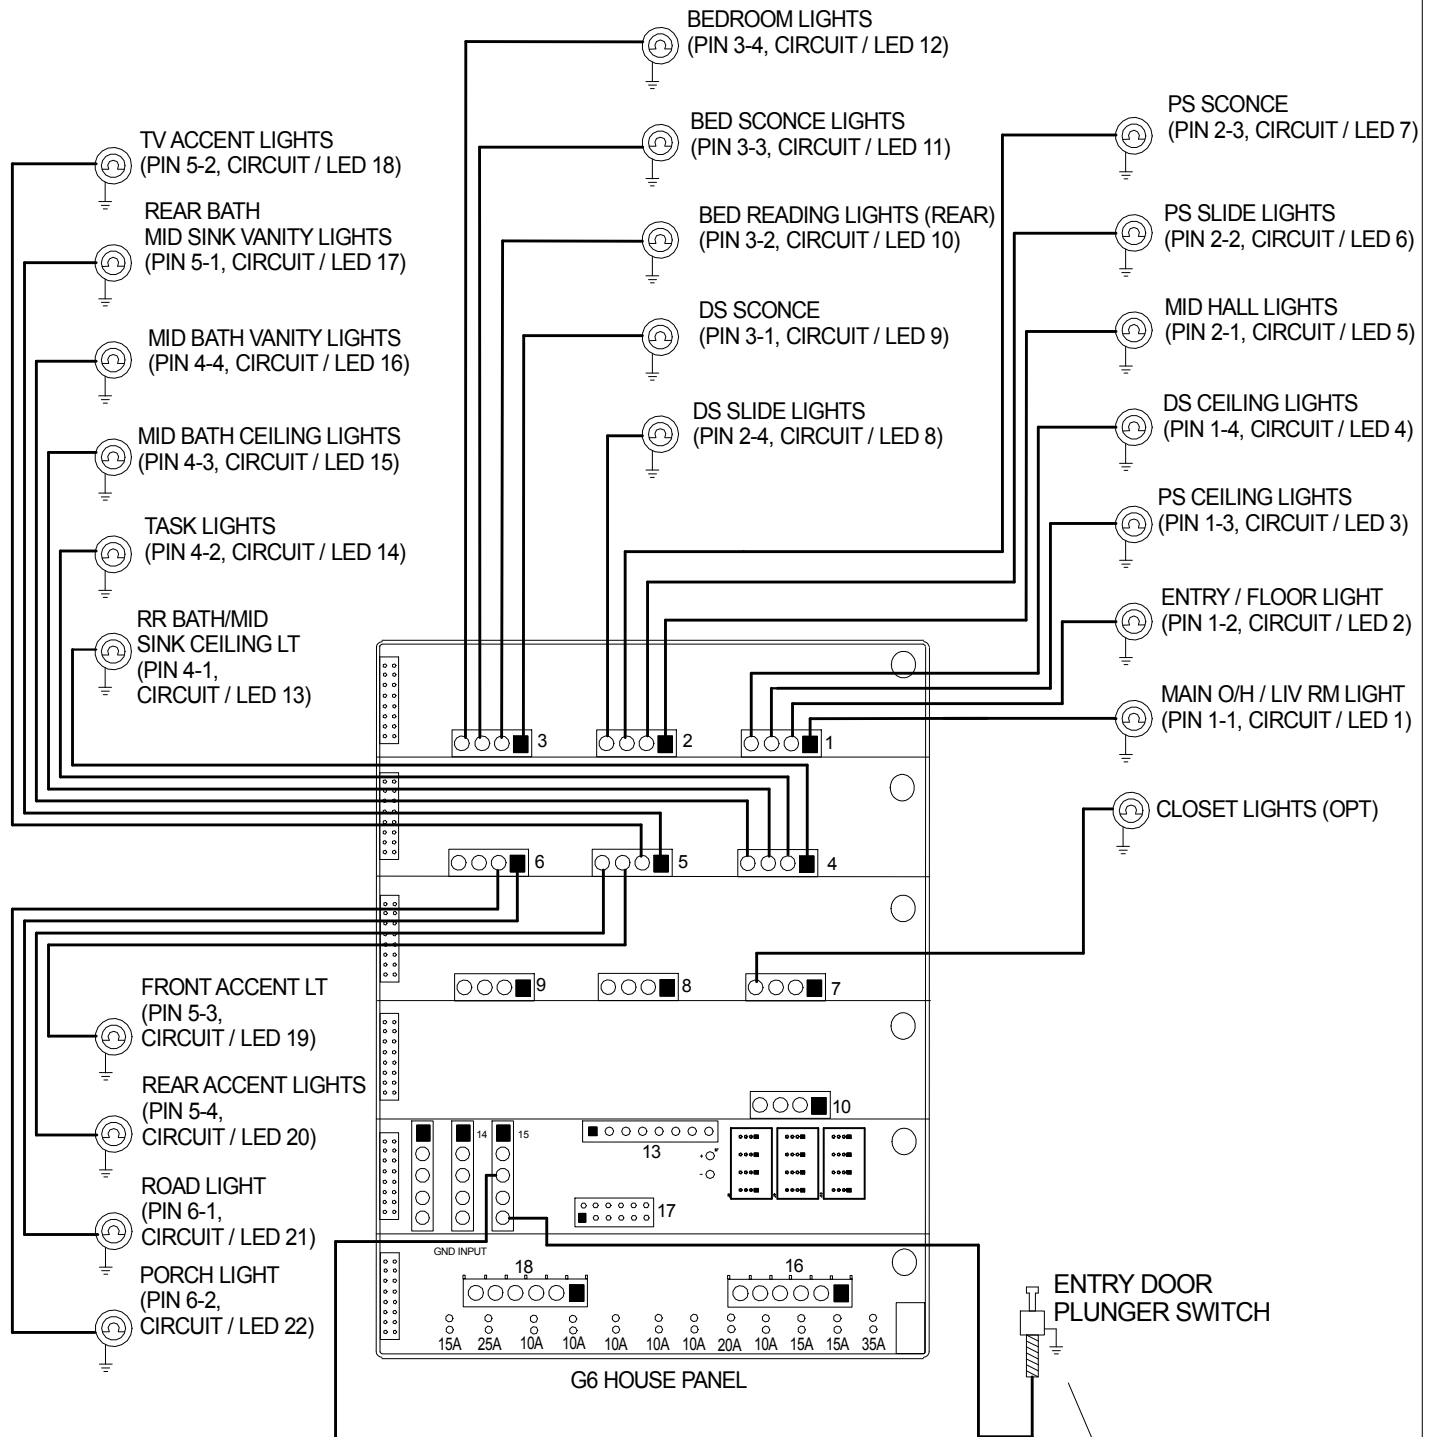 BEDROOM LIGHTS
(PIN 3-4, CIRCUIT / LED 12)
BED SCONCE LIGHTS
(PIN 3-3, CIRCUIT / LED 11)
BED READING LIGHTS (REAR)
(PIN 3-2, CIRCUIT / LED 10)
DS SCONCE
(PIN 3-1, CIRCUIT / LED 9)
DS SLIDE LIGHTS
(PIN 2-4, CIRCUIT / LED 8)
TV ACCENT LIGHTS
(PIN 5-2, CIRCUIT / LED 18)
REAR BATH
MID SINK VANITY LIGHTS
(PIN 5-1, CIRCUIT / LED 17)
MID BATH VANITY LIGHTS
(PIN 4-4, CIRCUIT / LED 16)
MID BATH CEILING LIGHTS
(PIN 4-3, CIRCUIT / LED 15)
TASK LIGHTS
(PIN 4-2, CIRCUIT / LED 14)
RR BATH/MID
SINK CEILING LT
(PIN 4-1,
CIRCUIT / LED 13)
PS SCONCE
(PIN 2-3, CIRCUIT / LED 7)
PS SLIDE LIGHTS
(PIN 2-2, CIRCUIT / LED 6)
MID HALL LIGHTS
(PIN 2-1, CIRCUIT / LED 5)
DS CEILING LIGHTS
(PIN 1-4, CIRCUIT / LED 4)
PS CEILING LIGHTS
(PIN 1-3, CIRCUIT / LED 3)
ENTRY / FLOOR LIGHT
(PIN 1-2, CIRCUIT / LED 2)
MAIN O/H / LIV RM LIGHT
(PIN 1-1, CIRCUIT / LED 1)
CLOSET LIGHTS (OPT)
3 2 1
6 5 4
9 8 7
10
14 15 13
17
FRONT ACCENT LT
(PIN 5-3,
CIRCUIT / LED 19)
REAR ACCENT LIGHTS
(PIN 5-4,
CIRCUIT / LED 20)
ROAD LIGHT
(PIN 6-1,
CIRCUIT / LED 21)
PORCH LIGHT
(PIN 6-2,
CIRCUIT / LED 22)
GND INPUT
18 16
15A 25A 10A 10A 10A 10A 10A 20A 10A 15A 15A 35A
G6 HOUSE PANEL
ENTRY DOOR
PLUNGER SWITCH